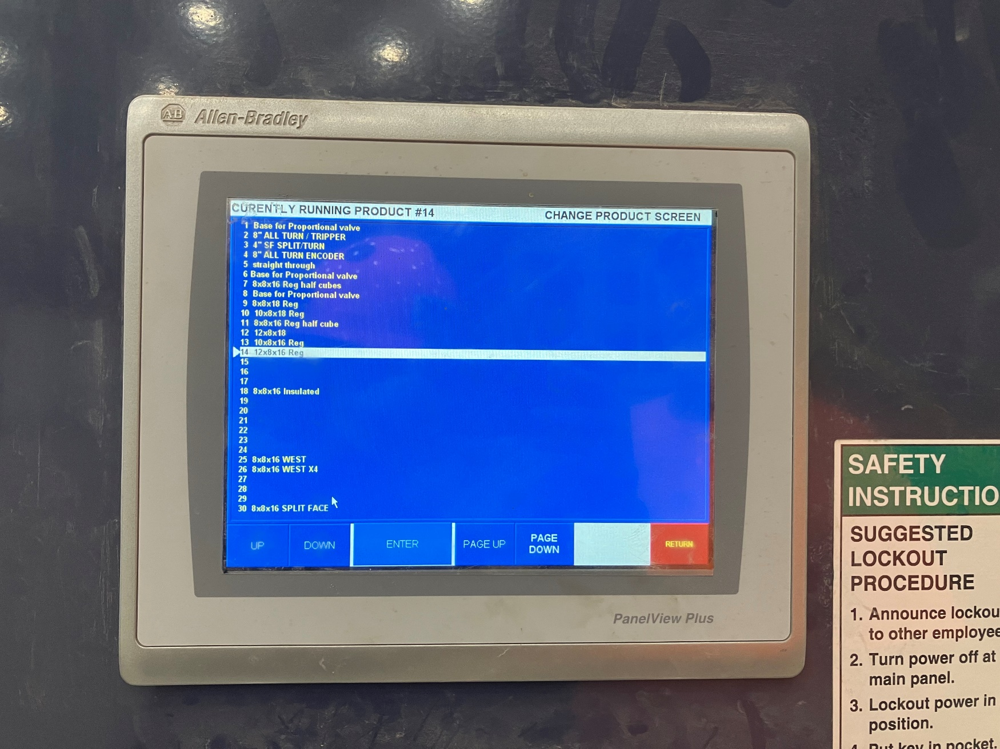 AB Allen-Bradley
CURENTLY RUNNING PRODUCT #14 CHANGE PRODUCT SCREEN
1 Base for Proportional valve
2 8" ALL TURN / TRIPPER
3 4" SF SPLIT/TURN
4 8" ALL TURN ENCODER
5 straight through
6 Base for Proportional valve
7 8x8x16 Reg half cubes
8 Base for Proportional valve
9 8x8x18 Reg
10 10x8x18 Reg
11 8x8x16 Reg half cube
12 12x8x18
13 10x8x16 Reg
14 12x8x16 Reg
15
16
17
18 8x8x16 Insulated
19
20
21
22
23
24
25 8x8x16 WEST
26 8x8x16 WEST X4
27
28
29
30 8x8x16 SPLIT FACE
UP DOWN ENTER PAGE UP PAGE DOWN RETURN
PanelView Plus
SAFETY
INSTRUCTIO
SUGGESTED
LOCKOUT
PROCEDURE
1. Announce lockou
to other employee
2. Turn power off at
main panel.
3. Lockout power in
position.
4. Put key in pocket.